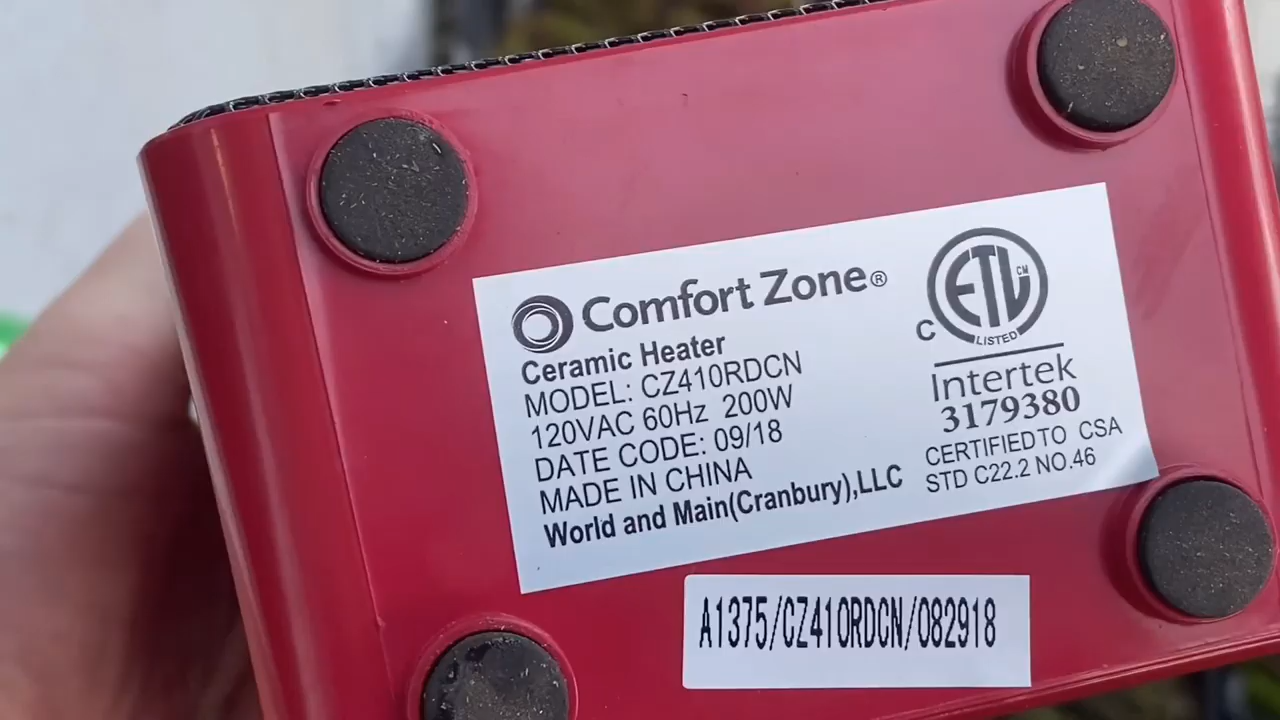 Comfort Zone®
Ceramic Heater
MODEL: CZ410RDCN
120VAC 60Hz 200W
DATE CODE: 09/18
MADE IN CHINA
World and Main(Cranbury),LLC
ETL CM
C LISTED
Intertek
3179380
CERTIFIED TO CSA
STD C22.2 NO.46
A1375/CZ410RDCN/082918